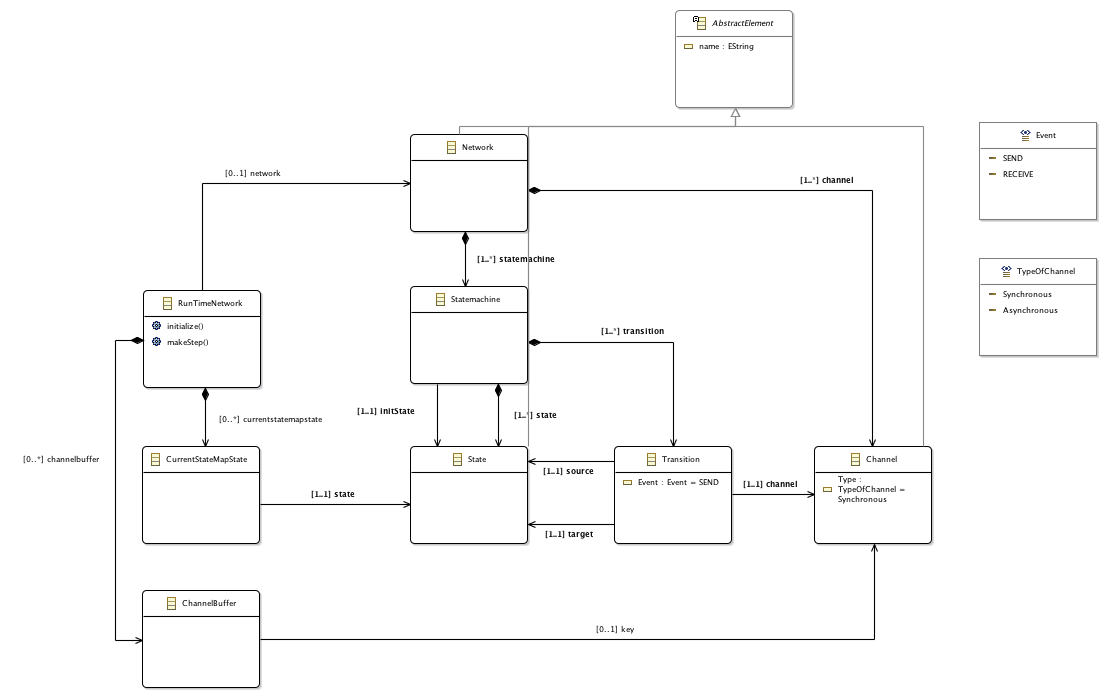 AbstractElement
name : EString
Event
SEND
RECEIVE
Network
[0..1] network
[1..*] channel
[1..*] statemachine
TypeOfChannel
Synchronous
Asynchronous
RunTimeNetwork
initialize()
makeStep()
Statemachine
[1..*] transition
[0..*] currentstatemapstate
[1..1] initState
[1..*] state
[0..*] channelbuffer
CurrentStateMapState
[1..1] state
State
[1..1] source
[1..1] target
Transition
Event : Event = SEND
[1..1] channel
Channel
Type :
TypeOfChannel =
Synchronous
ChannelBuffer
[0..1] key